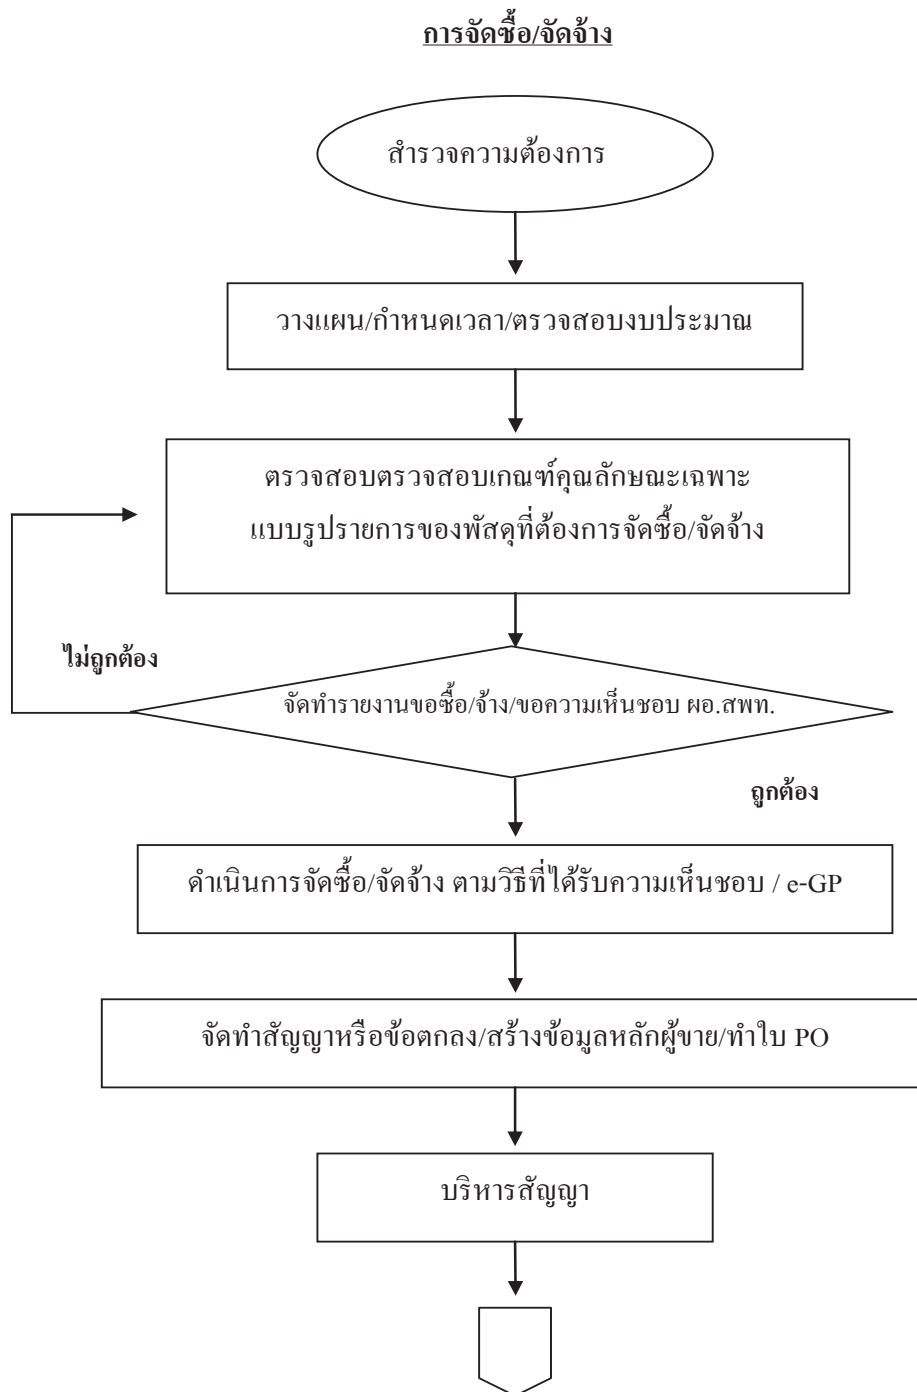 การจัดซื้อ/จัดจ้าง
สำรวจความต้องการ
วางแผน/กำหนดเวลา/ตรวจสอบงบประมาณ
ตรวจสอบตรวจสอบเกณฑ์คุณลักษณะเฉพาะ
แบบรูปรายการของพัสดุที่ต้องการจัดซื้อ/จัดจ้าง
ไม่ถูกต้อง
จัดทำรายงานขอซื้อ/จ้าง/ขอความเห็นชอบ ผอ.สพท.
ถูกต้อง
ดำเนินการจัดซื้อ/จัดจ้าง ตามวิธีที่ได้รับความเห็นชอบ / e-GP
จัดทำสัญญาหรือข้อตกลง/สร้างข้อมูลหลักผู้ขาย/ทำใบ PO
บริหารสัญญา